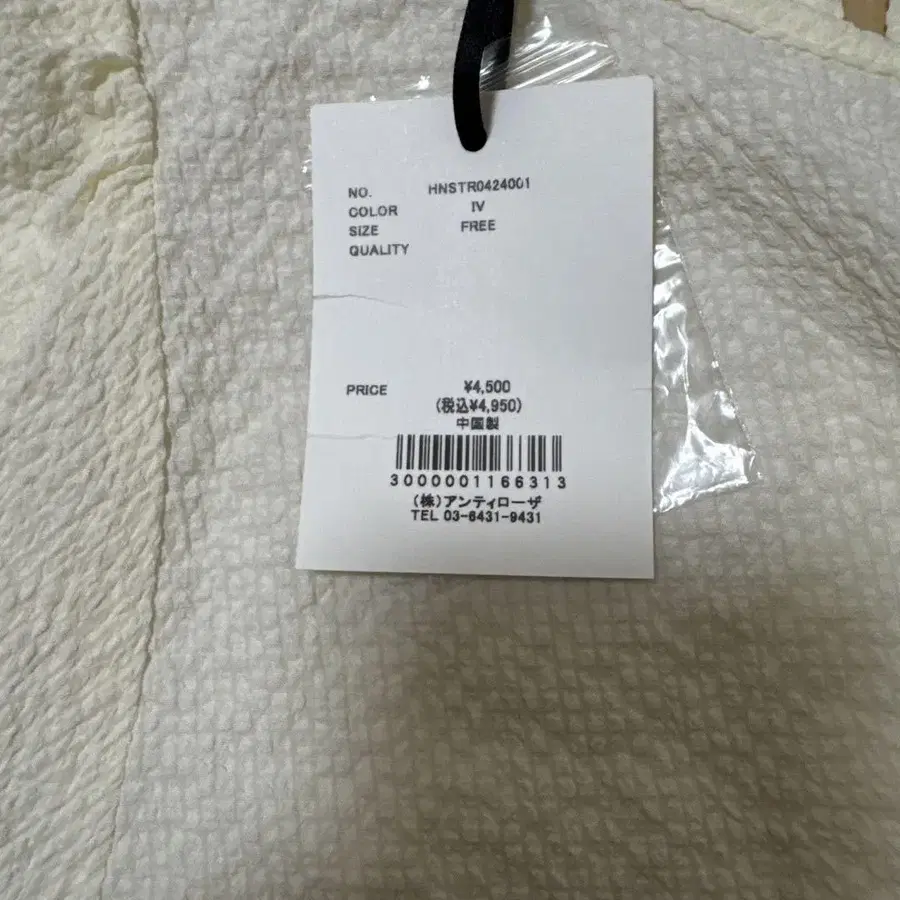 NO. HNSTR0424001
COLOR IV
SIZE FREE
QUALITY
PRICE ¥4,500
(税込¥4,950)
中国製
3000001166313
(株)アンティローザ
TEL 03-6431-9431